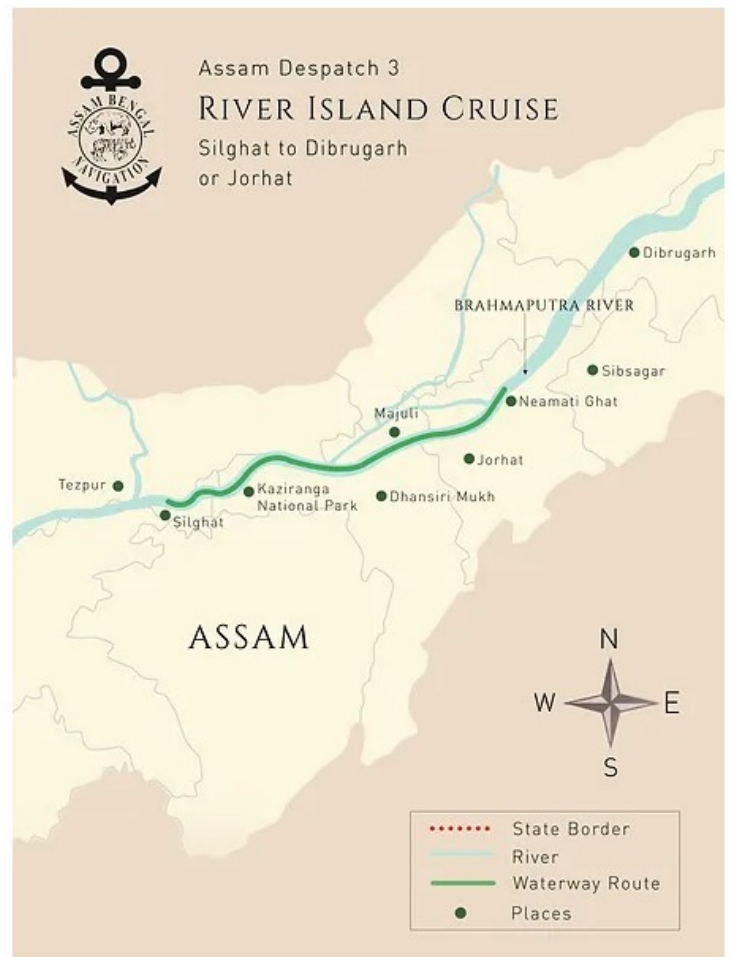 ASSAM BENGAL
NAVIGATION
Assam Despatch 3
RIVER ISLAND CRUISE
Silghat to Dibrugarh
or Jorhat
Dibrugarh
BRAHMAPUTRA RIVER
Sibsagar
Neamati Ghat
Majuli
Jorhat
Tezpur
Kaziranga
National Park
Dhansiri Mukh
Silghat
ASSAM
N
W
E
S
State Border
River
Waterway Route
Places